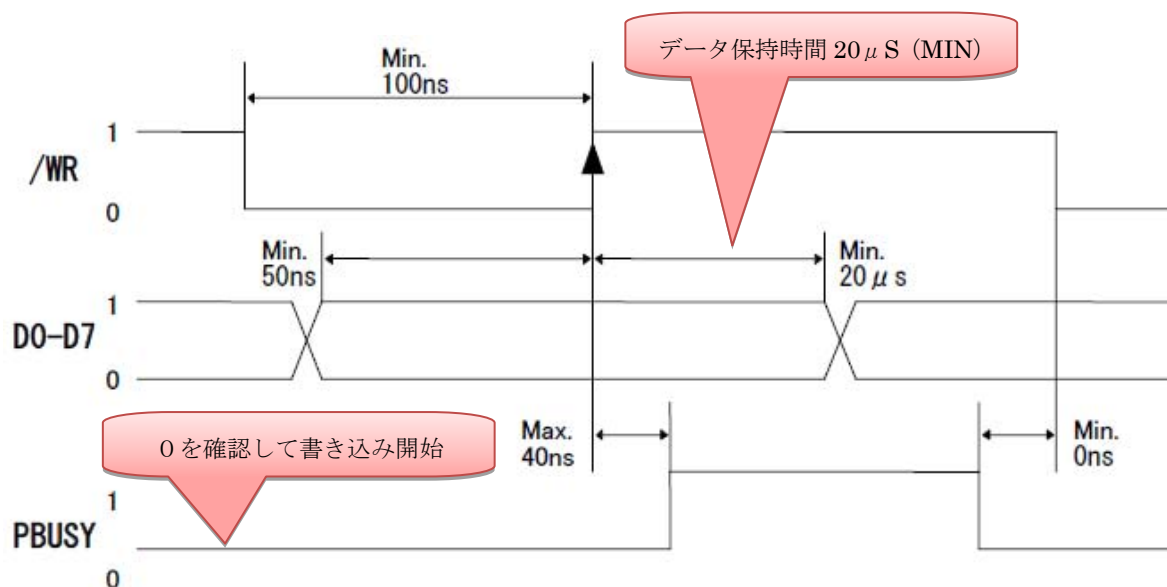 データ保持時間 20μS (MIN)
Min.
100ns
1
/WR
0
Min.
50ns
Min.
20μs
1
D0-D7
0
0を確認して書き込み開始
Max.
40ns
Min.
0ns
1
PBUSY
0